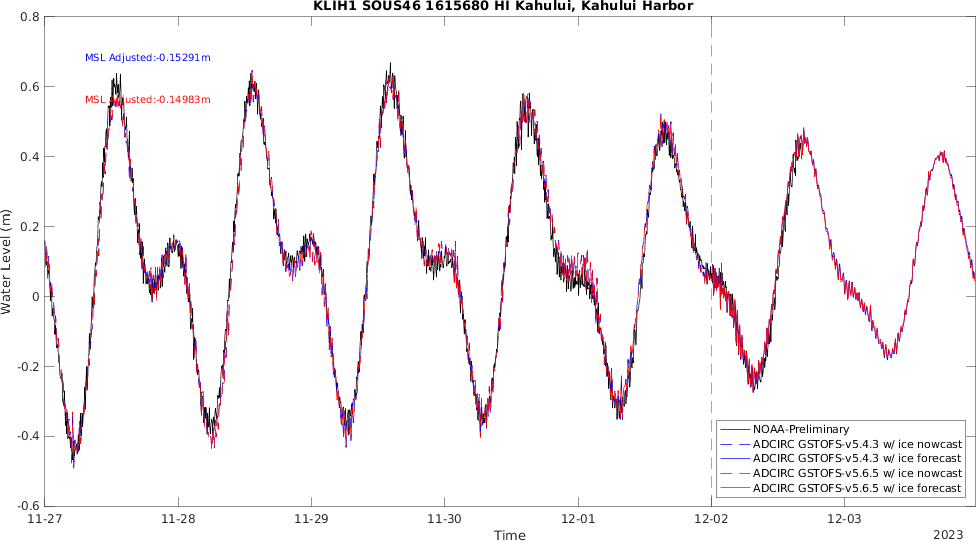 KLIH1 SOUS46 1615680 HI Kahului, Kahului Harbor
0.8
MSL Adjusted:-0.15291m
0.6
MSL Adjusted:-0.14983m
0.4
0.2
Water Level (m)
0
-0.2
-0.4
NOAA-Preliminary
ADCIRC GSTOFS-v5.4.3 w/ ice nowcast
ADCIRC GSTOFS-v5.4.3 w/ ice forecast
ADCIRC GSTOFS-v5.6.5 w/ ice nowcast
ADCIRC GSTOFS-v5.6.5 w/ ice forecast
-0.6
11-27 11-28 11-29 11-30 12-01 12-02 12-03
Time
2023